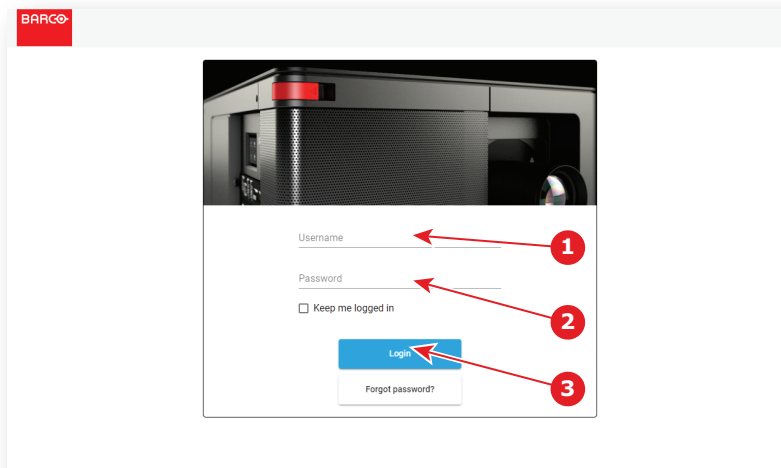 BARCO
Username
1
Password
2
Keep me logged in
Login
3
Forgot password?